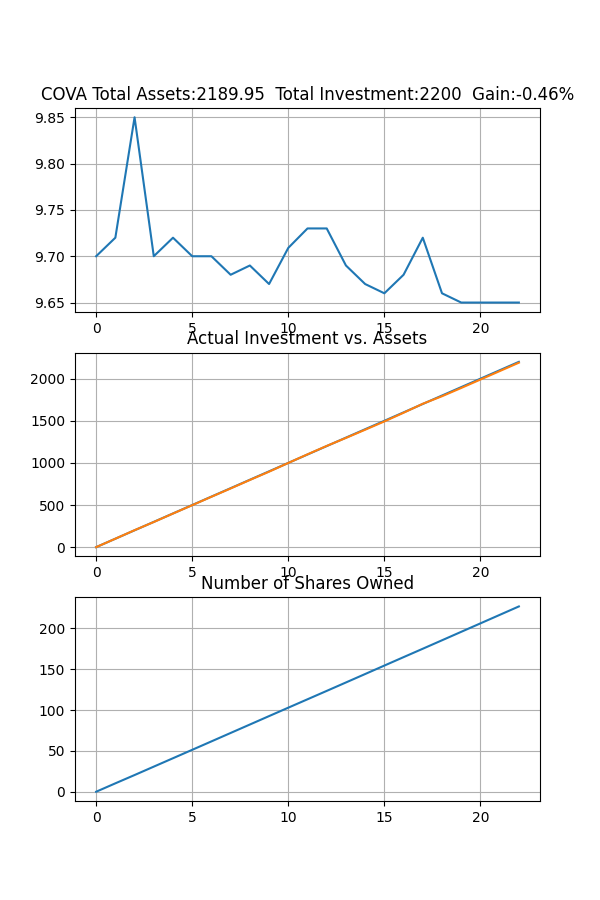 COVA Total Assets:2189.95  Total Investment:2200  Gain:-0.46%
9.85
9.80
9.75
9.70
9.65
0 5 10 15 20
Actual Investment vs. Assets
2000
1500
1000
500
0
0 5 10 15 20
Number of Shares Owned
200
150
100
50
0
0 5 10 15 20